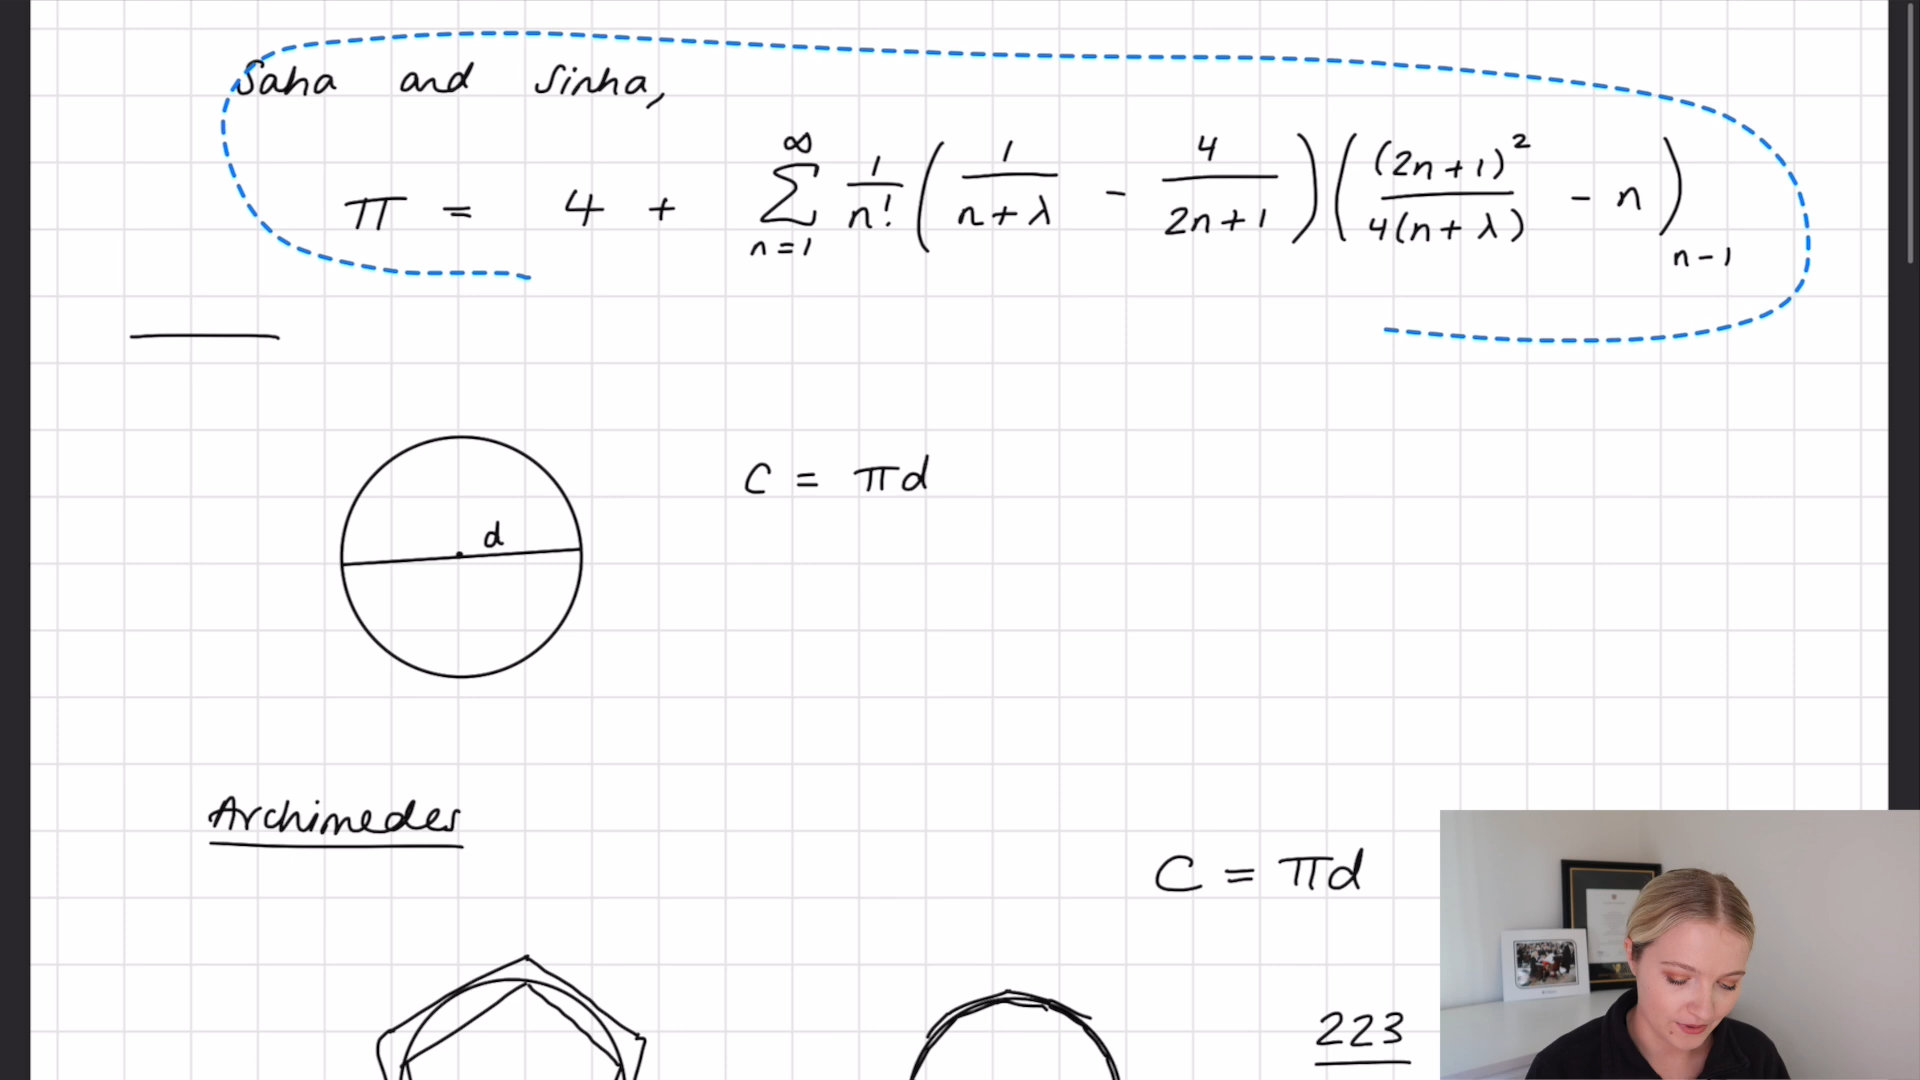 Saha and Sinha,
π = 4 + ∞ Σ n=1 1/n! (1/(n+λ) - 4/(2n+1)) ((2n+1)²/(4(n+λ)) - n)n-1
d
C = πd
Archimedes
C = πd
223